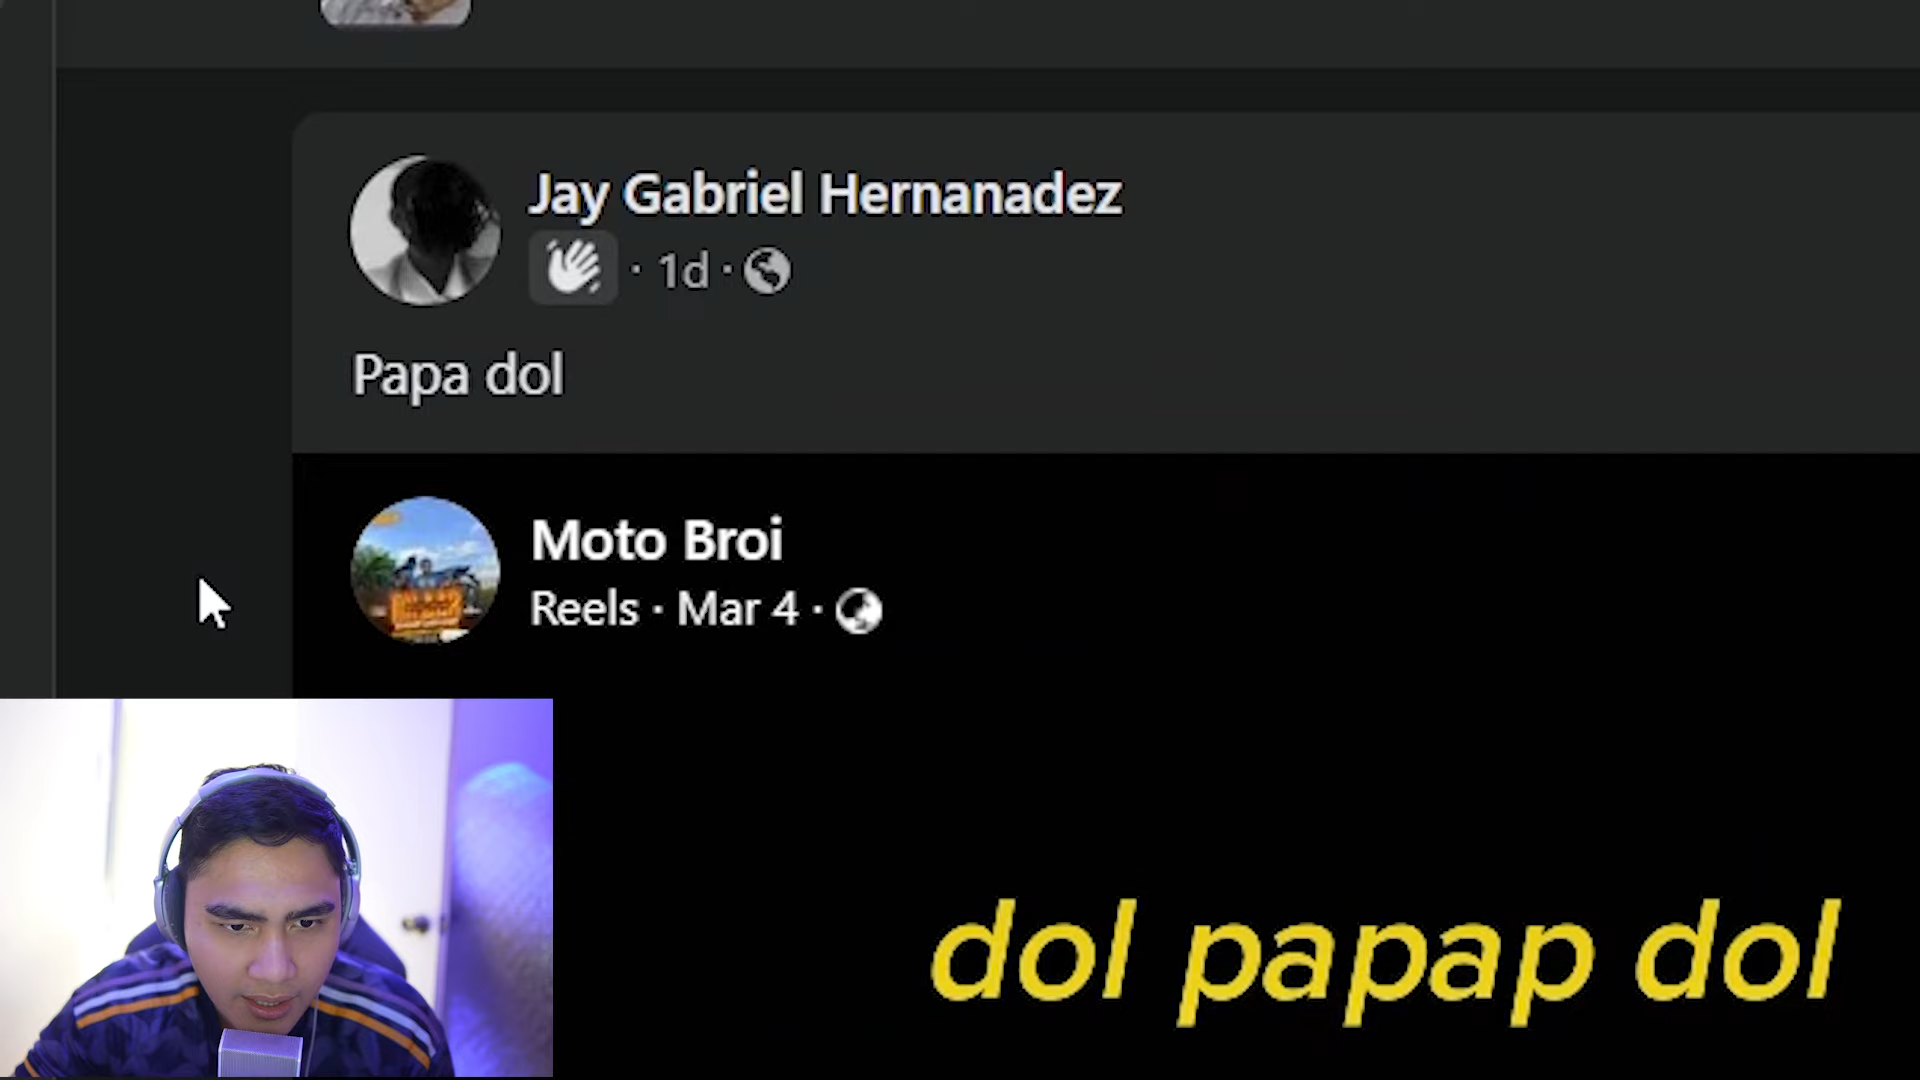 Jay Gabriel Hernanadez
· 1d ·
Papa dol
Moto Broi
Reels · Mar 4 ·
dol papap dol